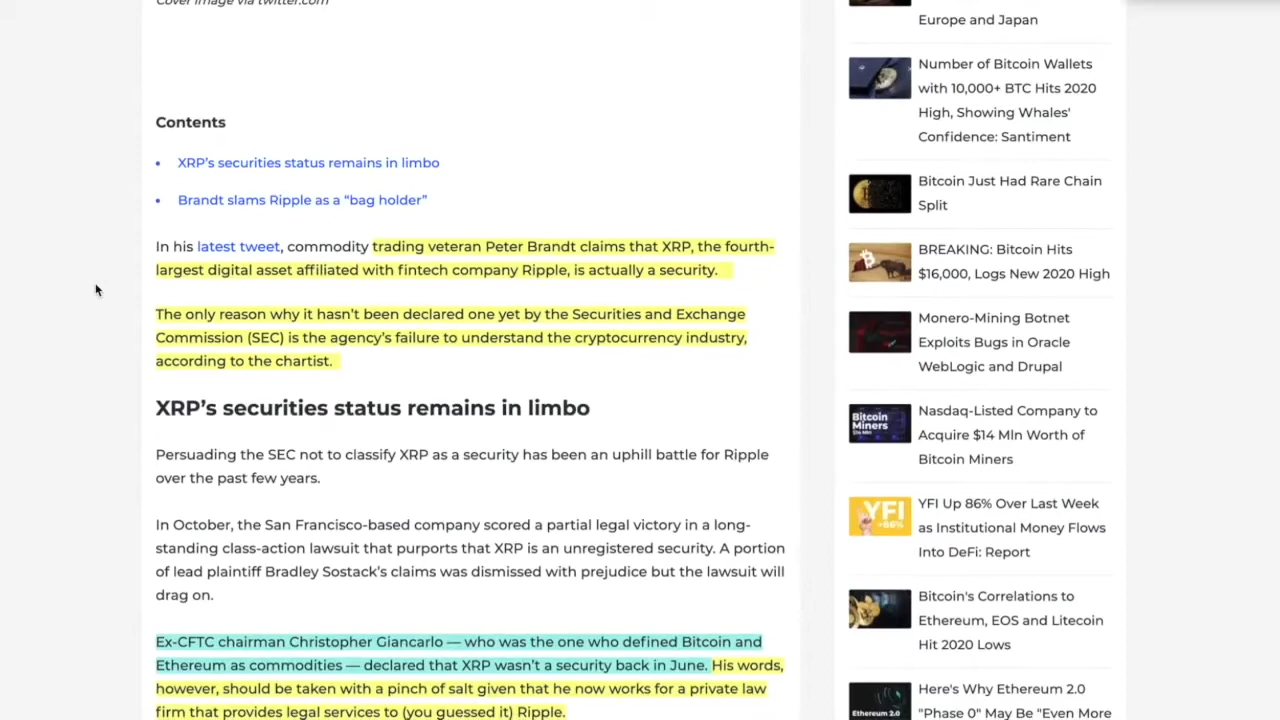 Cover image via twitter.com
Contents
XRP’s securities status remains in limbo
Brandt slams Ripple as a “bag holder”
In his latest tweet, commodity trading veteran Peter Brandt claims that XRP, the fourth-
largest digital asset affiliated with fintech company Ripple, is actually a security.
The only reason why it hasn’t been declared one yet by the Securities and Exchange
Commission (SEC) is the agency’s failure to understand the cryptocurrency industry,
according to the chartist.
XRP’s securities status remains in limbo
Persuading the SEC not to classify XRP as a security has been an uphill battle for Ripple
over the past few years.
In October, the San Francisco-based company scored a partial legal victory in a long-
standing class-action lawsuit that purports that XRP is an unregistered security. A portion
of lead plaintiff Bradley Sostack’s claims was dismissed with prejudice but the lawsuit will
drag on.
Ex-CFTC chairman Christopher Giancarlo — who was the one who defined Bitcoin and
Ethereum as commodities — declared that XRP wasn’t a security back in June. His words,
however, should be taken with a pinch of salt given that he now works for a private law
firm that provides legal services to (you guessed it) Ripple.
Europe and Japan
Number of Bitcoin Wallets
with 10,000+ BTC Hits 2020
High, Showing Whales'
Confidence: Santiment
Bitcoin Just Had Rare Chain
Split
BREAKING: Bitcoin Hits
$16,000, Logs New 2020 High
Monero-Mining Botnet
Exploits Bugs in Oracle
WebLogic and Drupal
Bitcoin
Miners
$14 Mln
Nasdaq-Listed Company to
Acquire $14 Mln Worth of
Bitcoin Miners
YFI
+86%
YFI Up 86% Over Last Week
as Institutional Money Flows
Into DeFi: Report
Bitcoin's Correlations to
Ethereum, EOS and Litecoin
Hit 2020 Lows
Ethereum 2.0
Here's Why Ethereum 2.0
"Phase 0" May Be "Even More